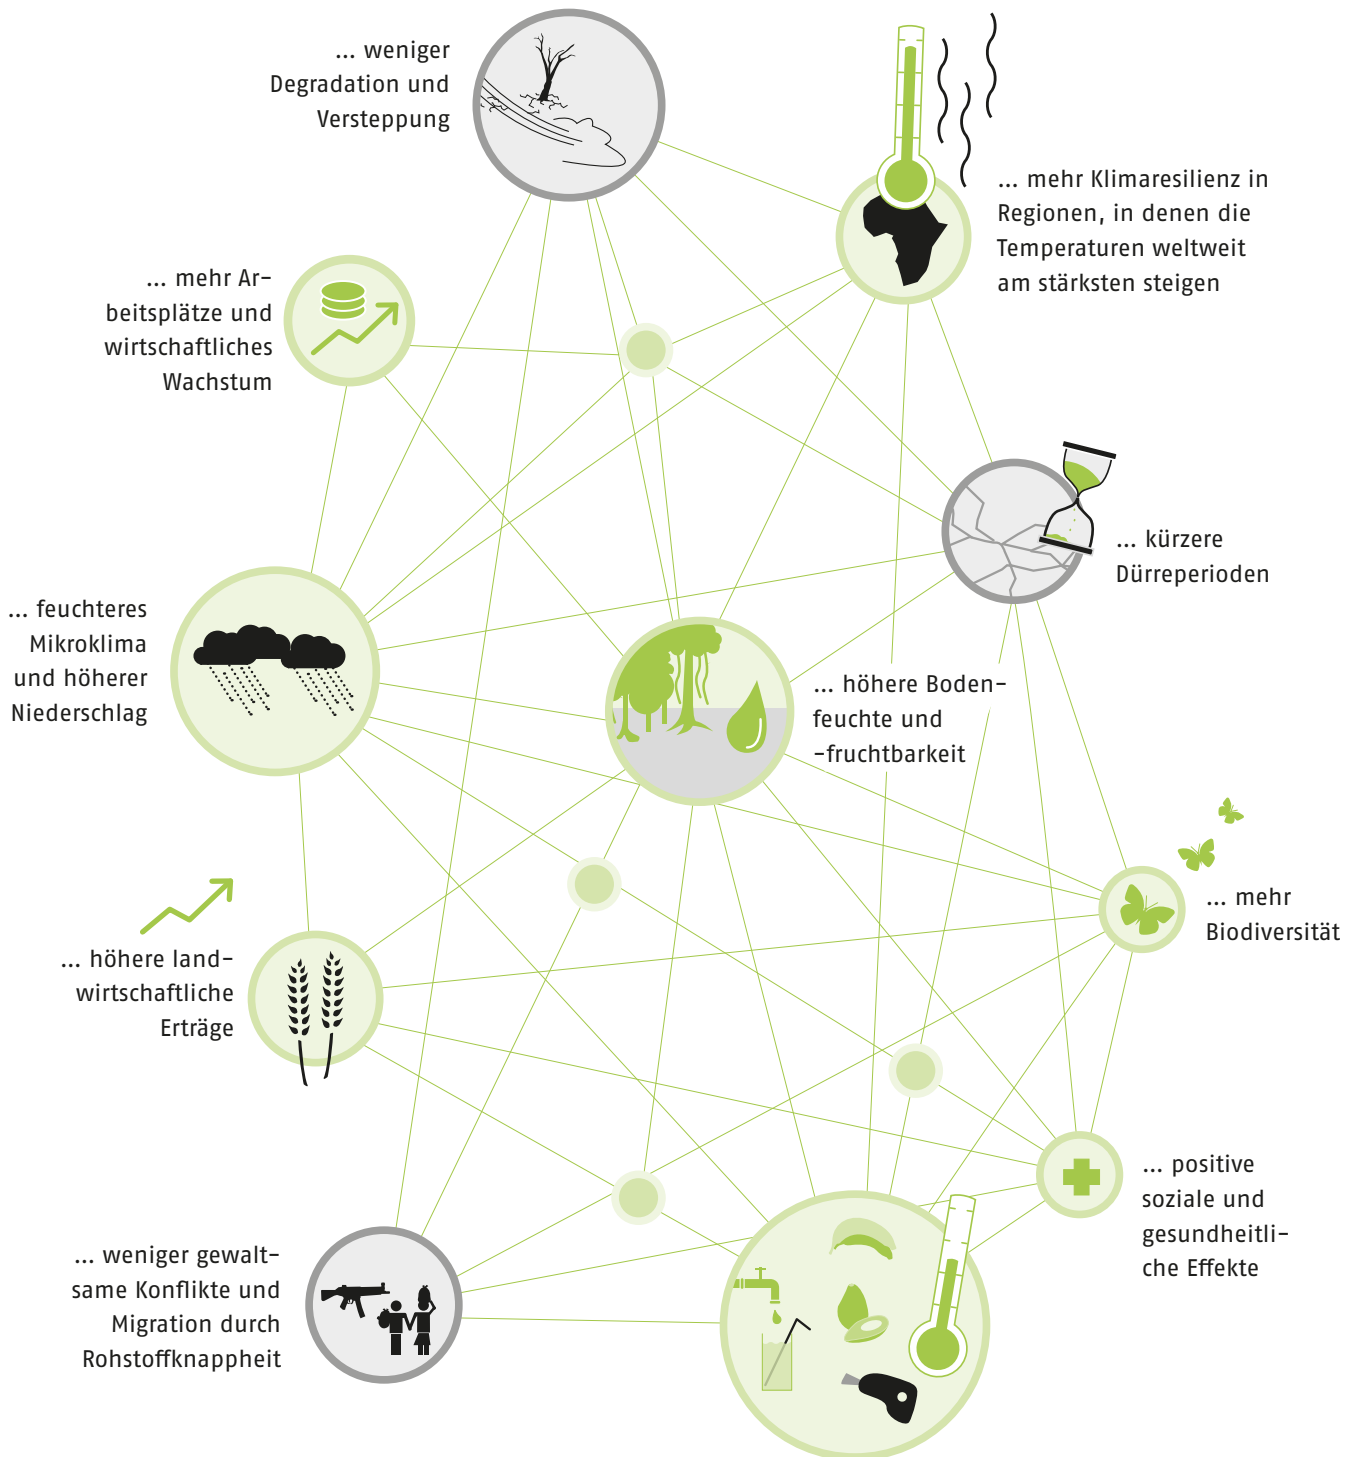 ... weniger
Degradation und
Versteppung
... mehr Klimaresilienz in
Regionen, in denen die
Temperaturen weltweit
am stärksten steigen
... mehr Ar-
beitsplätze und
wirtschaftliches
Wachstum
... kürzere
Dürreperioden
... feuchteres
Mikroklima
und höherer
Niederschlag
... höhere Boden-
feuchte und
-fruchtbarkeit
... mehr
Biodiversität
... höhere land-
wirtschaftliche
Erträge
... positive
soziale und
gesundheitli-
che Effekte
... weniger gewalt-
same Konflikte und
Migration durch
Rohstoffknappheit